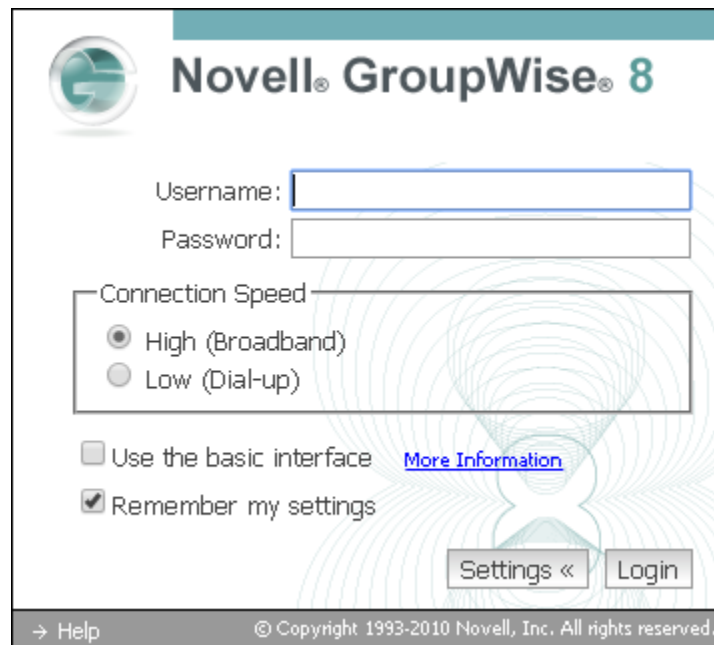 Novell® GroupWise® 8
Username:
Password:
Connection Speed
High (Broadband)
Low (Dial-up)
Use the basic interface More Information
Remember my settings
Settings « Login
→ Help © Copyright 1993-2010 Novell, Inc. All rights reserved.